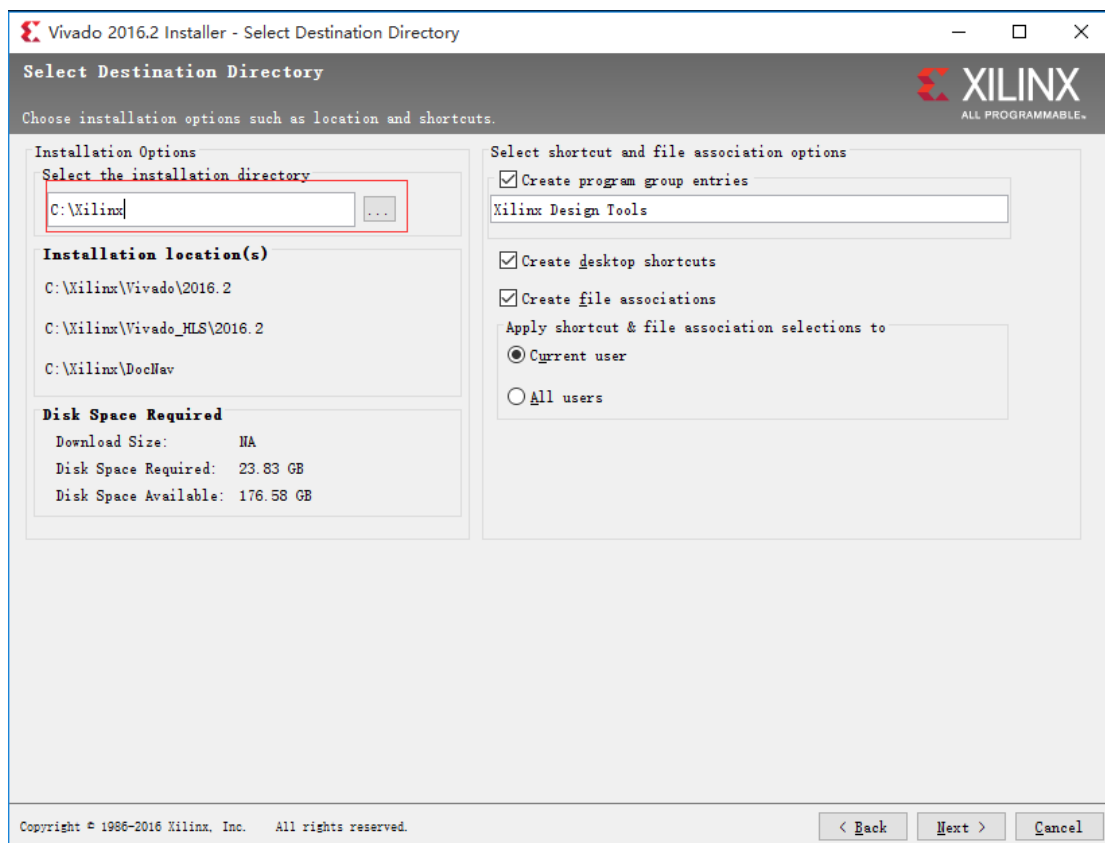 Vivado 2016.2 Installer - Select Destination Directory
Select Destination Directory
Choose installation options such as location and shortcuts.
XILINX
ALL PROGRAMMABLE™
Installation Options
Select the installation directory
C:\Xilinx
...
Installation location(s)
C:\Xilinx\Vivado\2016.2
C:\Xilinx\Vivado_HLS\2016.2
C:\Xilinx\DocNav
Disk Space Required
Download Size: NA
Disk Space Required: 23.83 GB
Disk Space Available: 176.58 GB
Select shortcut and file association options
Create program group entries
Xilinx Design Tools
Create desktop shortcuts
Create file associations
Apply shortcut & file association selections to
Current user
All users
Copyright © 1986-2016 Xilinx, Inc. All rights reserved.
< Back Next > Cancel